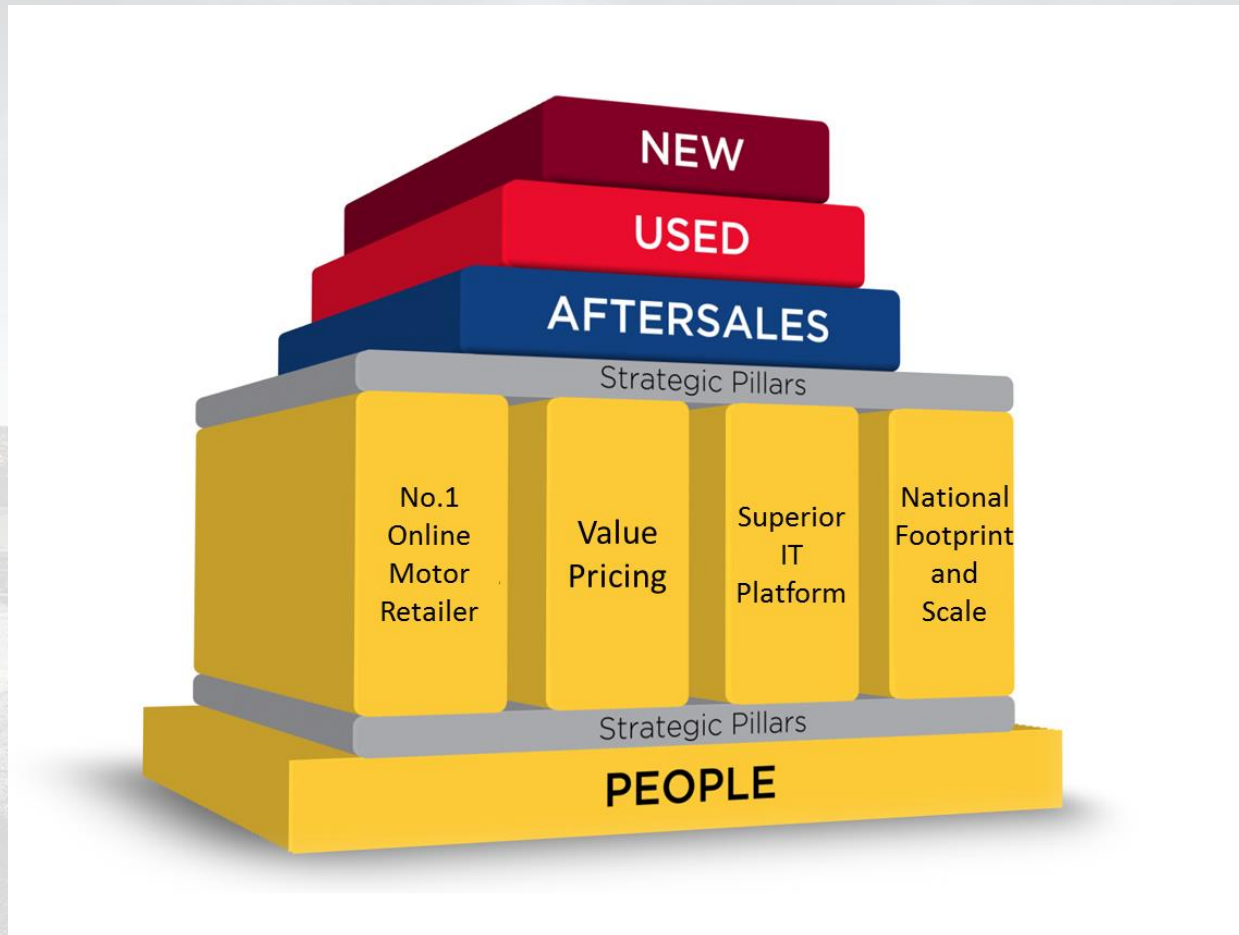 NEW
USED
AFTERSALES
Strategic Pillars
No.1
Online
Motor
Retailer
Value
Pricing
Superior
IT
Platform
National
Footprint
and
Scale
Strategic Pillars
PEOPLE